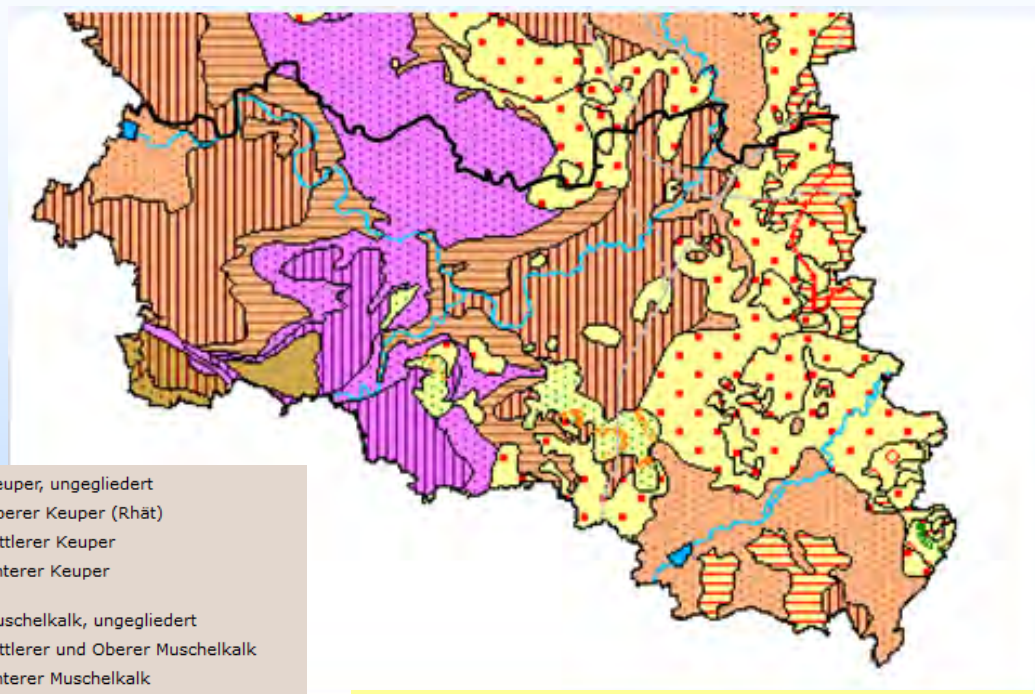 euper, ungegliedert
berer Keuper (Rhät)
ttlerer Keuper
nterer Keuper
uschelkalk, ungegliedert
ttlerer und Oberer Muschelkalk
nterer Muschelkalk